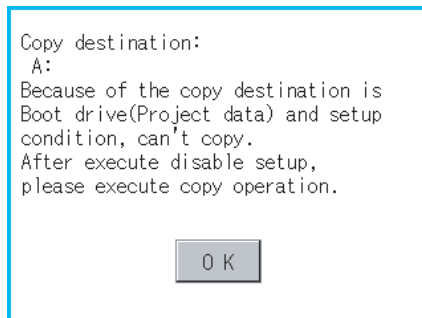 Copy destination:
A:
Because of the copy destination is
Boot drive(Project data) and setup
condition, can't copy.
After execute disable setup,
please execute copy operation.
OK